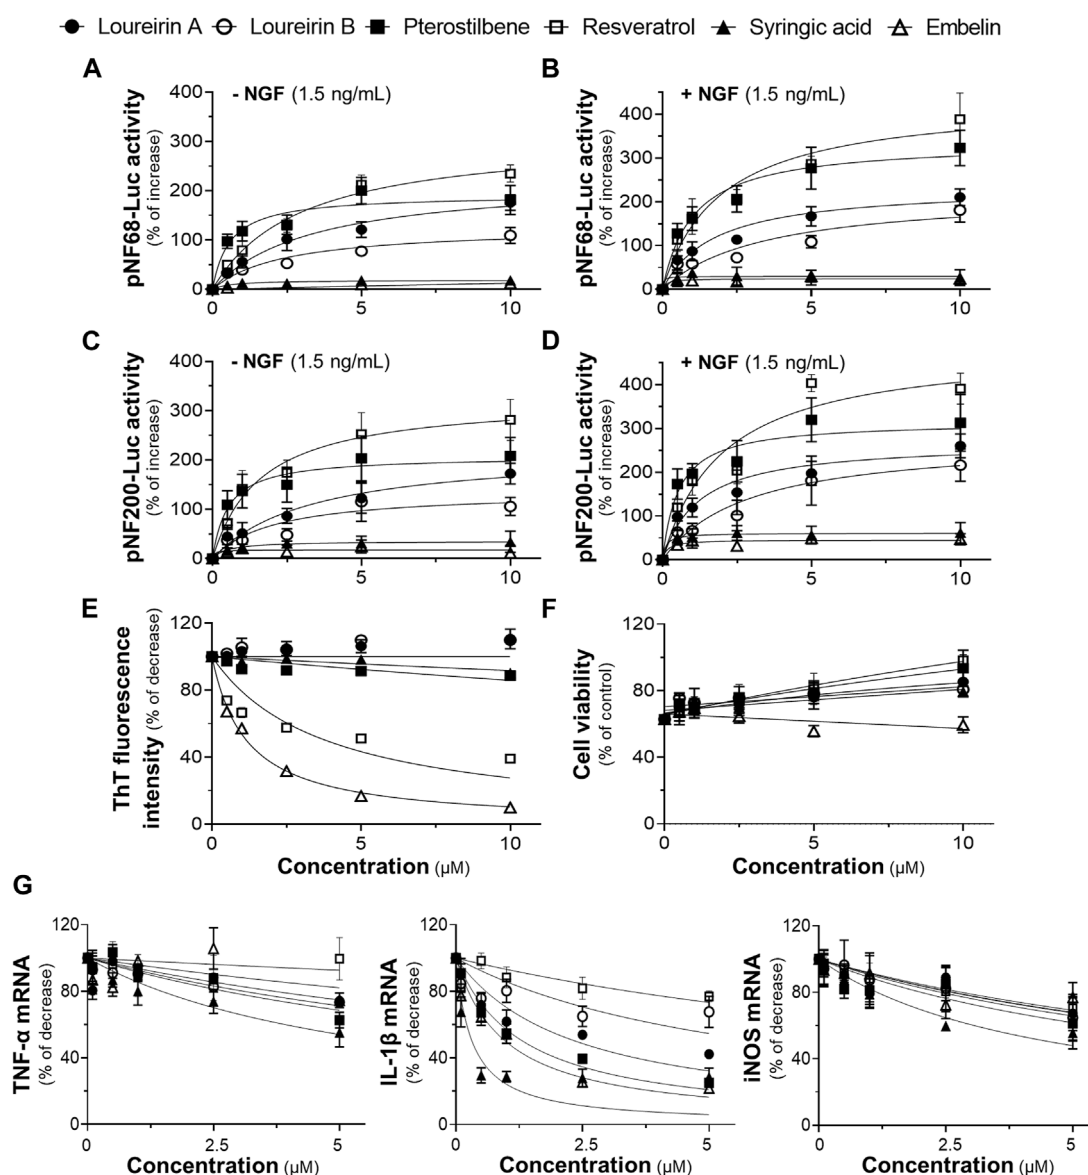 Loureirin A Loureirin B Pterostilbene Resveratrol Syringic acid Embelin
A
- NGF (1.5 ng/mL)
pNF68-Luc activity
(% of increase)
400
300
200
100
0
0 5 10
B
+ NGF (1.5 ng/mL)
pNF68-Luc activity
(% of increase)
400
300
200
100
0
0 5 10
C
- NGF (1.5 ng/mL)
pNF200-Luc activity
(% of increase)
400
300
200
100
0
0 5 10
D
+ NGF (1.5 ng/mL)
pNF200-Luc activity
(% of increase)
400
300
200
100
0
0 5 10
E
ThT fluorescence
intensity (% of decrease)
120
80
40
0
0 5 10
Concentration (µM)
F
Cell viability
(% of control)
120
80
40
0
0 5 10
Concentration (µM)
G
TNF-α mRNA
(% of decrease)
120
80
40
0
0 2.5 5
Concentration (µM)
IL-1β mRNA
(% of decrease)
120
80
40
0
0 2.5 5
Concentration (µM)
iNOS mRNA
(% of decrease)
120
80
40
0
0 2.5 5
Concentration (µM)